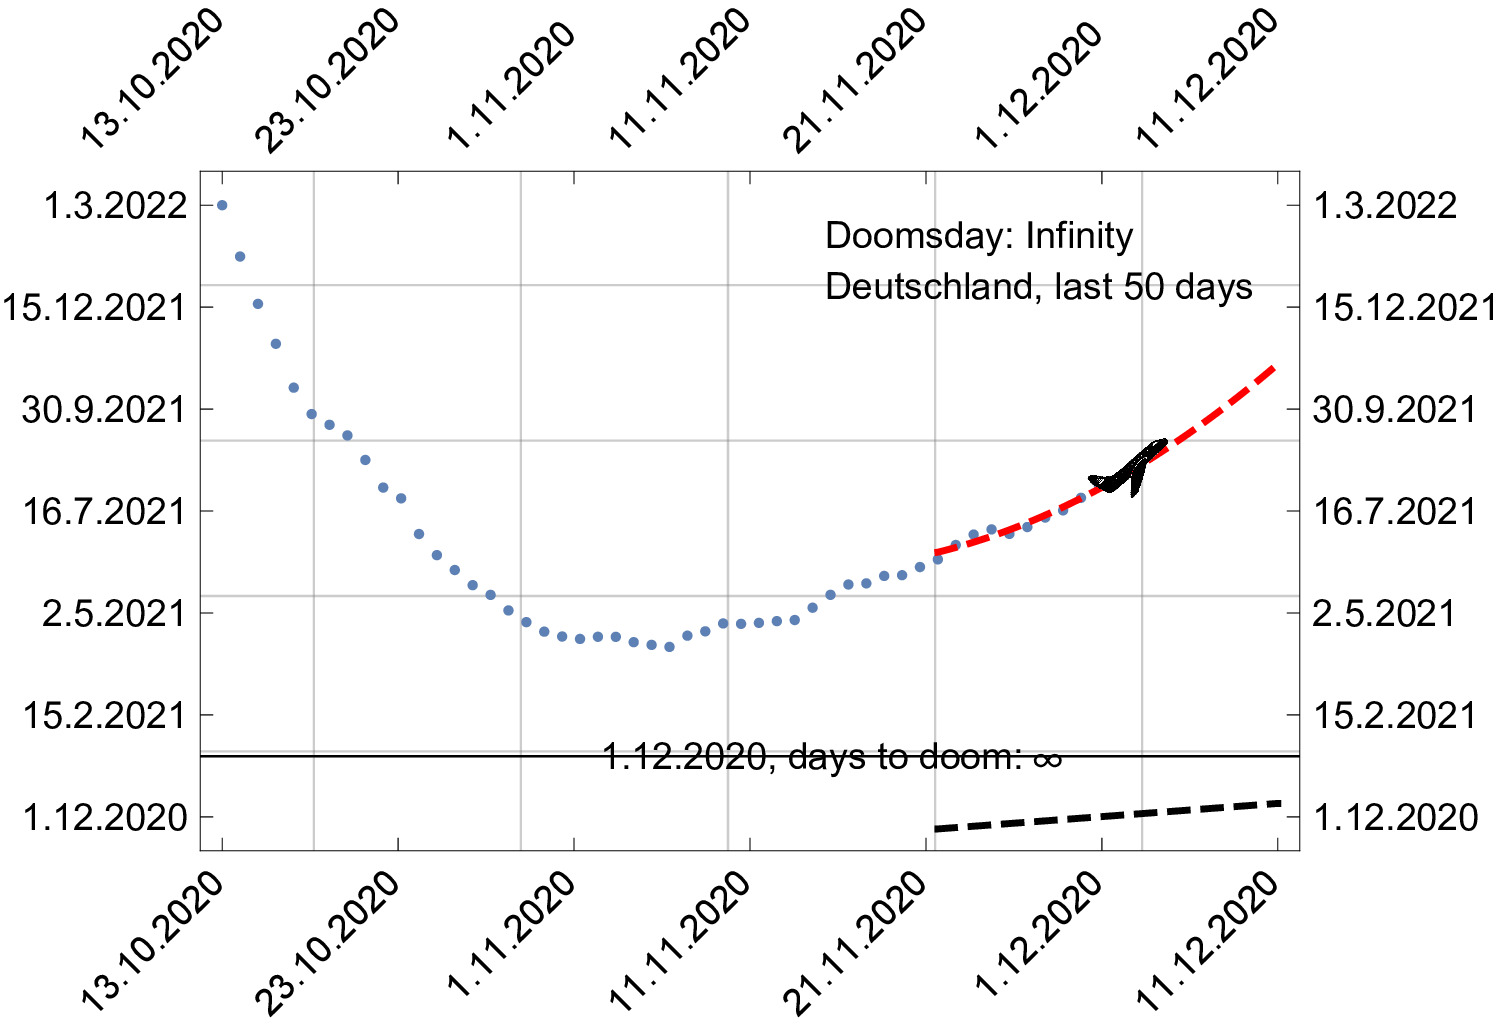 13.10.2020 23.10.2020 1.11.2020 11.11.2020 21.11.2020 1.12.2020 11.12.2020
1.3.2022 1.3.2022
Doomsday: Infinity
Deutschland, last 50 days
15.12.2021 15.12.2021
30.9.2021 30.9.2021
16.7.2021 16.7.2021
2.5.2021 2.5.2021
15.2.2021 15.2.2021
1.12.2020, days to doom: ∞
1.12.2020 1.12.2020
13.10.2020 23.10.2020 1.11.2020 11.11.2020 21.11.2020 1.12.2020 11.12.2020